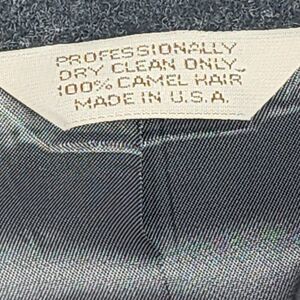 PROFESSIONALLY
DRY CLEAN ONLY.
100% CAMEL HAIR
MADE IN U.S.A.